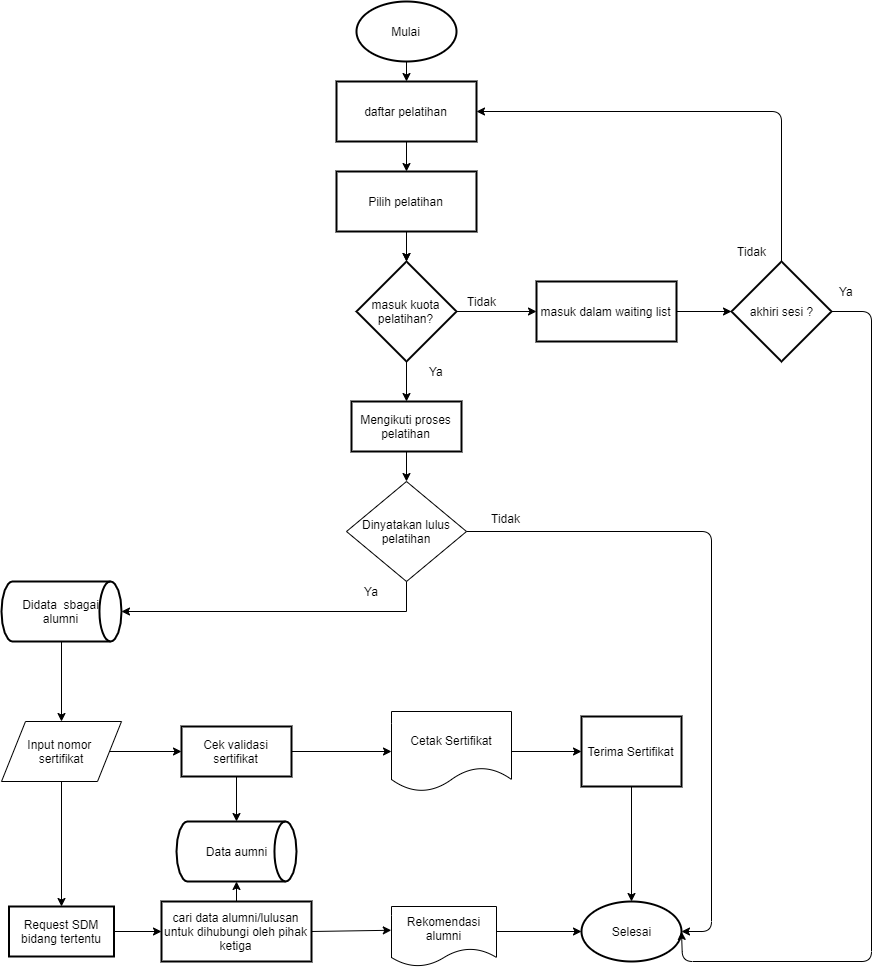 Mulai
daftar pelatihan
Pilih pelatihan
Tidak
Ya
masuk kuota
pelatihan?
Tidak
masuk dalam waiting list
akhiri sesi ?
Ya
Mengikuti proses
pelatihan
Dinyatakan lulus
pelatihan
Tidak
Ya
Didata sbagai
alumni
Input nomor
sertifikat
Cek validasi
sertifikat
Cetak Sertifikat
Terima Sertifikat
Data aumni
Request SDM
bidang tertentu
cari data alumni/lulusan
untuk dihubungi oleh pihak
ketiga
Rekomendasi
alumni
Selesai